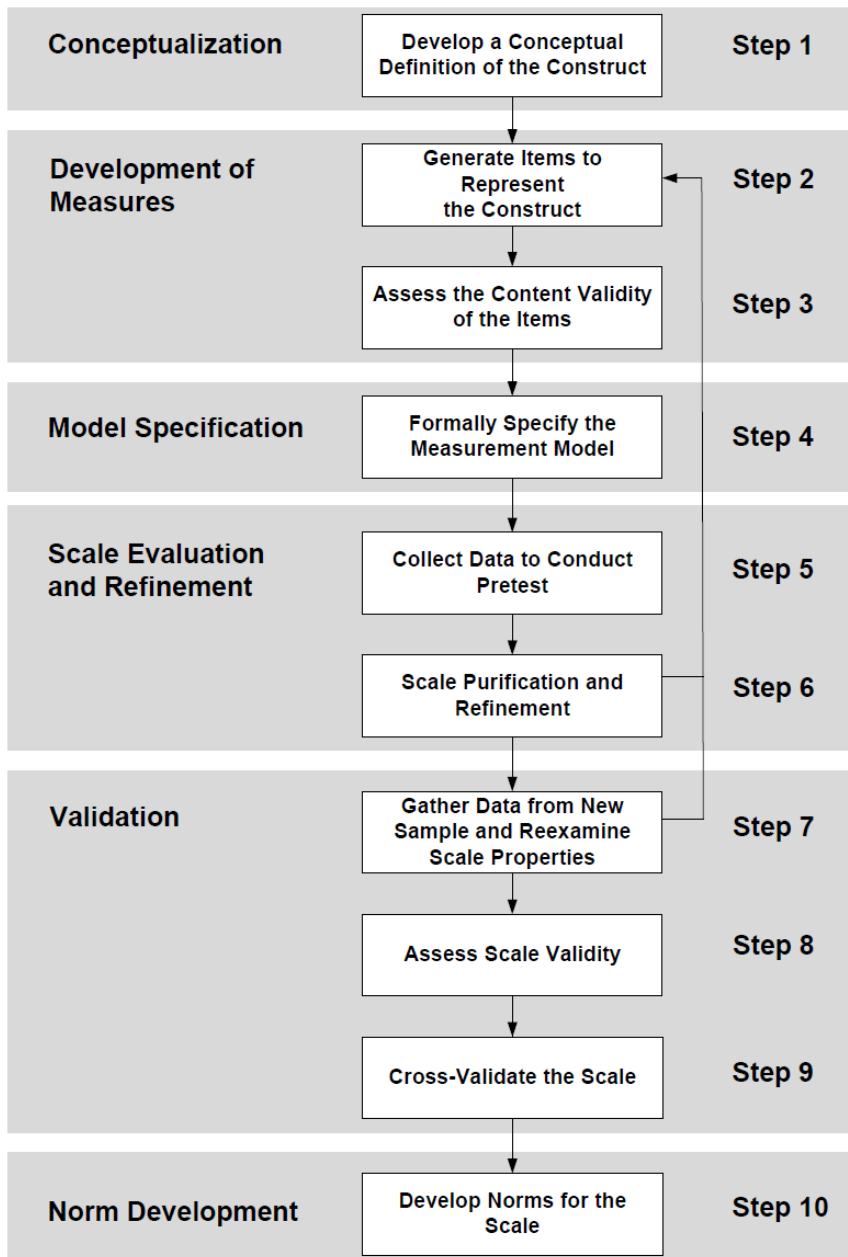 Conceptualization
Develop a Conceptual
Definition of the Construct
Step 1
Development of
Measures
Generate Items to
Represent
the Construct
Step 2
Assess the Content Validity
of the Items
Step 3
Model Specification
Formally Specify the
Measurement Model
Step 4
Scale Evaluation
and Refinement
Collect Data to Conduct
Pretest
Step 5
Scale Purification and
Refinement
Step 6
Validation
Gather Data from New
Sample and Reexamine
Scale Properties
Step 7
Assess Scale Validity
Step 8
Cross-Validate the Scale
Step 9
Norm Development
Develop Norms for the
Scale
Step 10